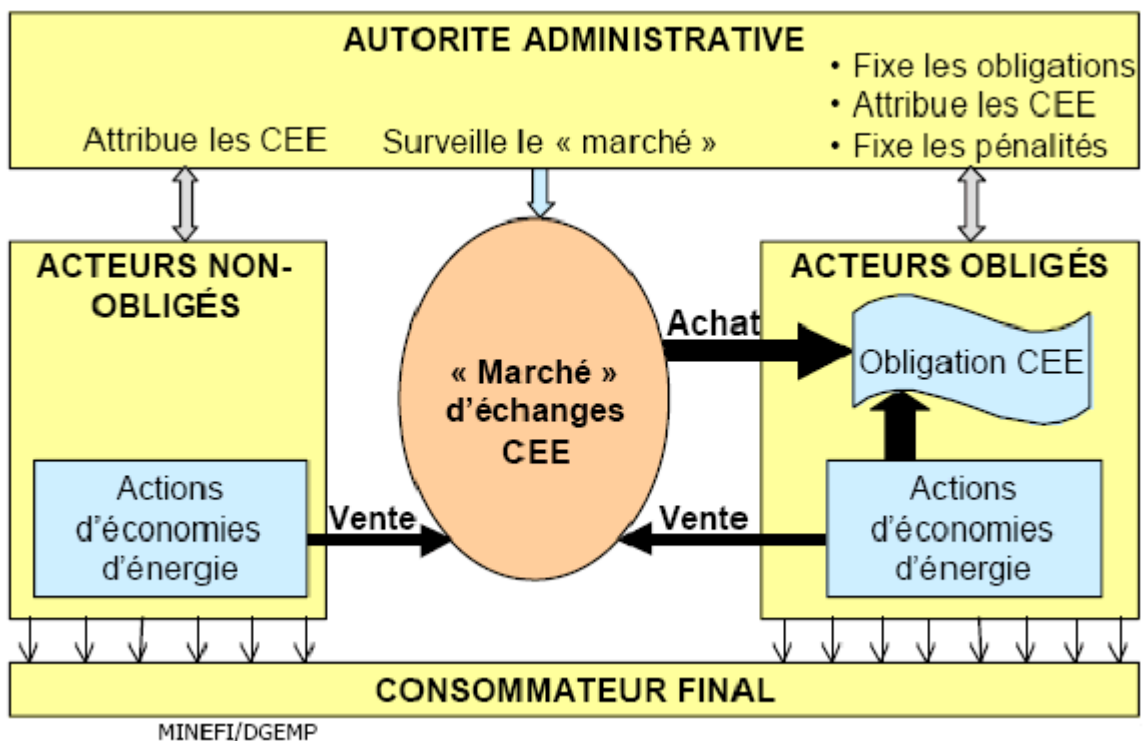 AUTORITE ADMINISTRATIVE
• Fixe les obligations
• Attribue les CEE
• Fixe les pénalités
Attribue les CEE
Surveille le « marché »
ACTEURS NON-
OBLIGÉS
Actions
d'économies
d'énergie
Vente
« Marché »
d'échanges
CEE
Achat
Vente
ACTEURS OBLIGÉS
Obligation CEE
Actions
d'économies
d'énergie
CONSOMMATEUR FINAL
MINEFI/DGEMP